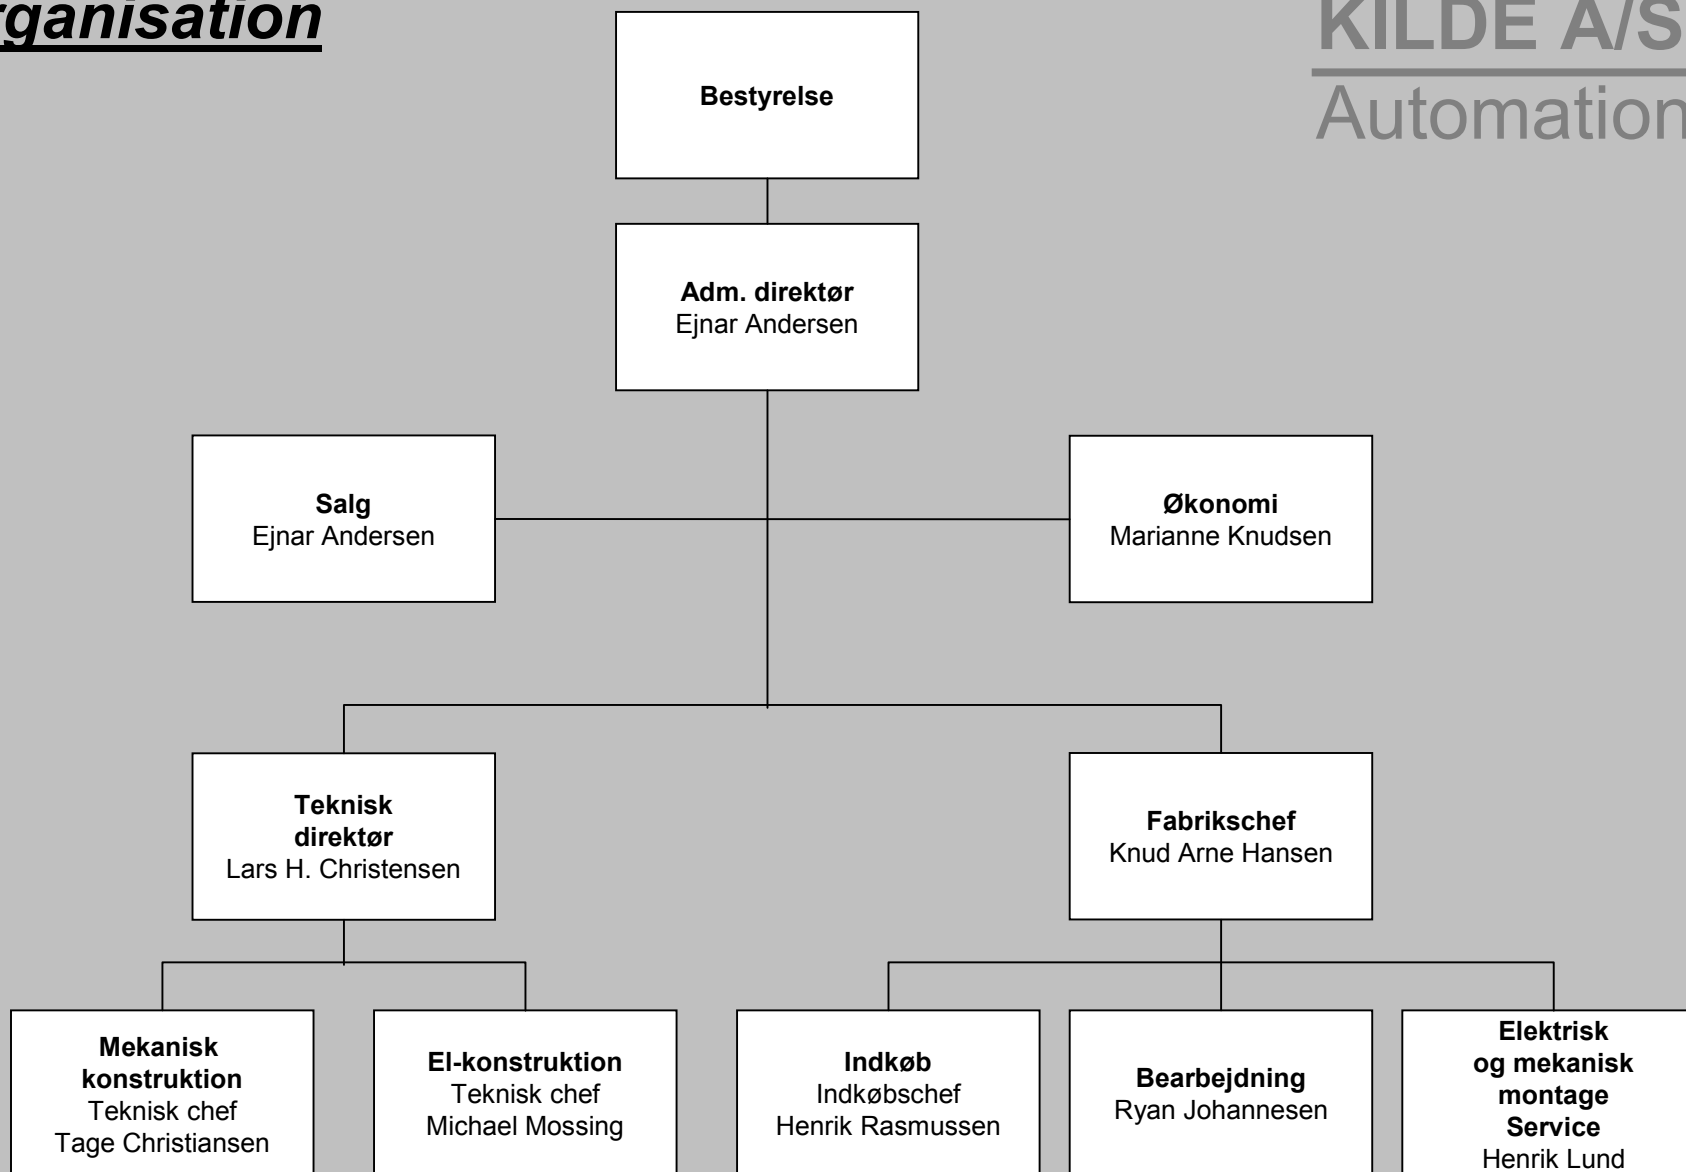 rganisation
KILDE A/S
Automation
Bestyrelse
Adm. direktør
Ejnar Andersen
Salg
Ejnar Andersen
Økonomi
Marianne Knudsen
Teknisk
direktør
Lars H. Christensen
Fabrikschef
Knud Arne Hansen
Mekanisk
konstruktion
Teknisk chef
Tage Christiansen
El-konstruktion
Teknisk chef
Michael Mossing
Indkøb
Indkøbschef
Henrik Rasmussen
Bearbejdning
Ryan Johannesen
Elektrisk
og mekanisk
montage
Service
Henrik Lund